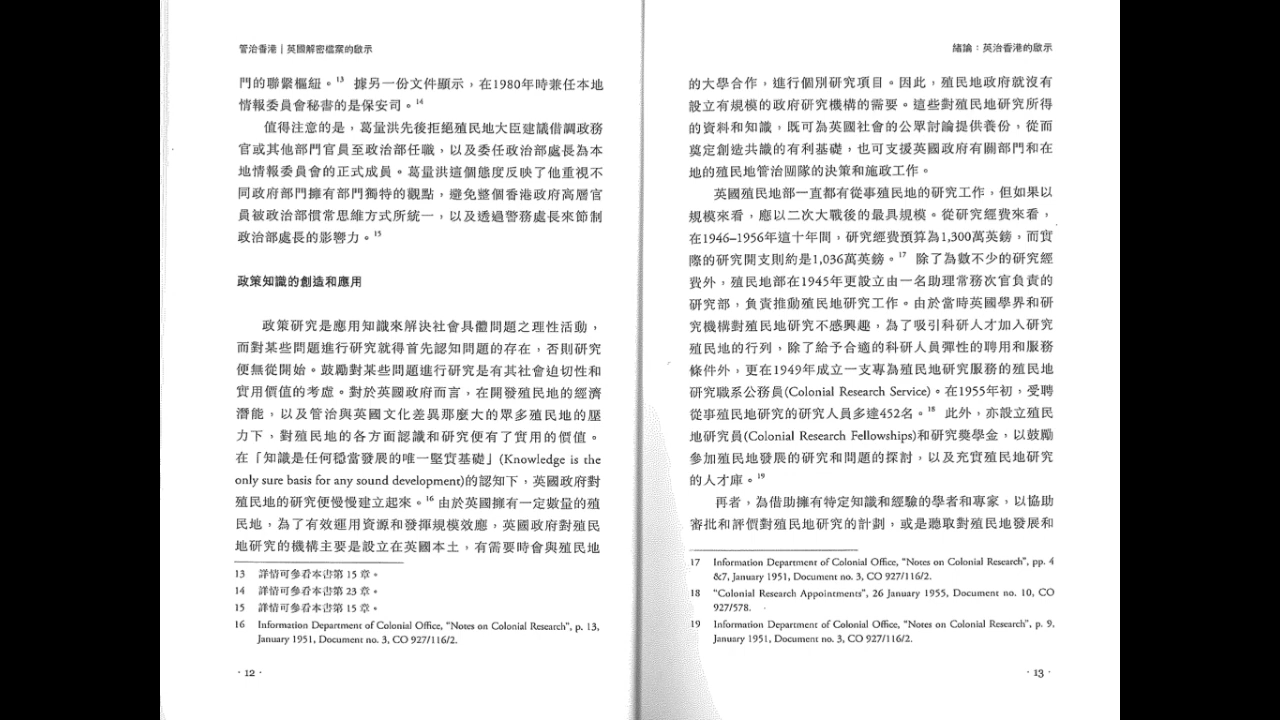 管治香港｜英國解密檔案的啟示
門的聯繫樞紐。13 據另一份文件顯示，在1980年時兼任本地
情報委員會秘書的是保安司。14
值得注意的是，葛量洪先後拒絕殖民地大臣建議借調政務
官或其他部門官員至政治部任職，以及委任政治部處長為本
地情報委員會的正式成員。葛量洪這個態度反映了他重視不
同政府部門擁有部門獨特的觀點，避免整個香港政府高層官
員被政治部慣常思維方式所統一，以及透過警務處長來節制
政治部處長的影響力。15
政策知識的創造和應用
政策研究是應用知識來解決社會具體問題之理性活動，
而對某些問題進行研究就得首先認知問題的存在，否則研究
便無從開始。鼓勵對某些問題進行研究是有其社會迫切性和
實用價值的考慮。對於英國政府而言，在開發殖民地的經濟
潛能，以及管治與英國文化差異那麼大的眾多殖民地的壓
力下，對殖民地的各方面認識和研究便有了實用的價值。
在「知識是任何穩當發展的唯一堅實基礎」(Knowledge is the
only sure basis for any sound development)的認知下，英國政府對
殖民地的研究便慢慢建立起來。16 由於英國擁有一定數量的殖
民地，為了有效運用資源和發揮規模效應，英國政府對殖民
地研究的機構主要是設立在英國本土，有需要時會與殖民地
13 詳情可參看本書第 15 章。
14 詳情可參看本書第 23 章。
15 詳情可參看本書第 15 章。
16 Information Department of Colonial Office, “Notes on Colonial Research”, p. 13,
January 1951, Document no. 3, CO 927/116/2.
· 12 ·
緒論：英治香港的啟示
的大學合作，進行個別研究項目。因此，殖民地政府就沒有
設立有規模的政府研究機構的需要。這些對殖民地研究所得
的資料和知識，既可為英國社會的公眾討論提供養份，從而
奠定創造共識的有利基礎，也可支援英國政府有關部門和在
地的殖民地管治團隊的決策和施政工作。
英國殖民地部一直都有從事殖民地的研究工作，但如果以
規模來看，應以二次大戰後的最具規模。從研究經費來看，
在1946–1956年這十年間，研究經費預算為1,300萬英鎊，而實
際的研究開支則約是1,036萬英鎊。17 除了為數不少的研究經
費外，殖民地部在1945年更設立由一名助理常務次官負責的
研究部，負責推動殖民地研究工作。由於當時英國學界和研
究機構對殖民地研究不感興趣，為了吸引科研人才加入研究
殖民地的行列，除了給予合適的科研人員彈性的聘用和服務
條件外，更在1949年成立一支專為殖民地研究服務的殖民地
研究職系公務員(Colonial Research Service)。在1955年初，受聘
從事殖民地研究的研究人員多達452名。18 此外，亦設立殖民
地研究員(Colonial Research Fellowships)和研究獎學金，以鼓勵
參加殖民地發展的研究和問題的探討，以及充實殖民地研究
的人才庫。19
再者，為借助擁有特定知識和經驗的學者和專家，以協助
審批和評價對殖民地研究的計劃，或是聽取對殖民地發展和
17 Information Department of Colonial Office, “Notes on Colonial Research”, pp. 4
&7, January 1951, Document no. 3, CO 927/116/2.
18 “Colonial Research Appointments”, 26 January 1955, Document no. 10, CO
927/578.
19 Information Department of Colonial Office, “Notes on Colonial Research”, p. 9,
January 1951, Document no. 3, CO 927/116/2.
· 13 ·